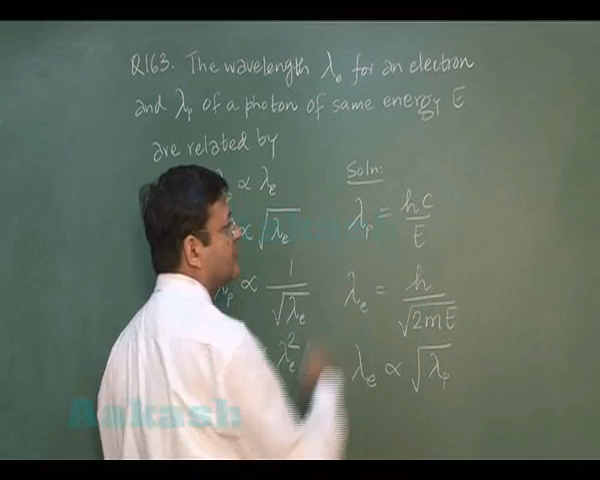 Q163. The wavelength λe for an electron
and λp of a photon of same energy E
are related by
∝ λe
∝ √λe
λp ∝ 1/√λe
λe²
Soln:
λp = hc/E
λe = h/√2mE
λe ∝ √λp
Aakash